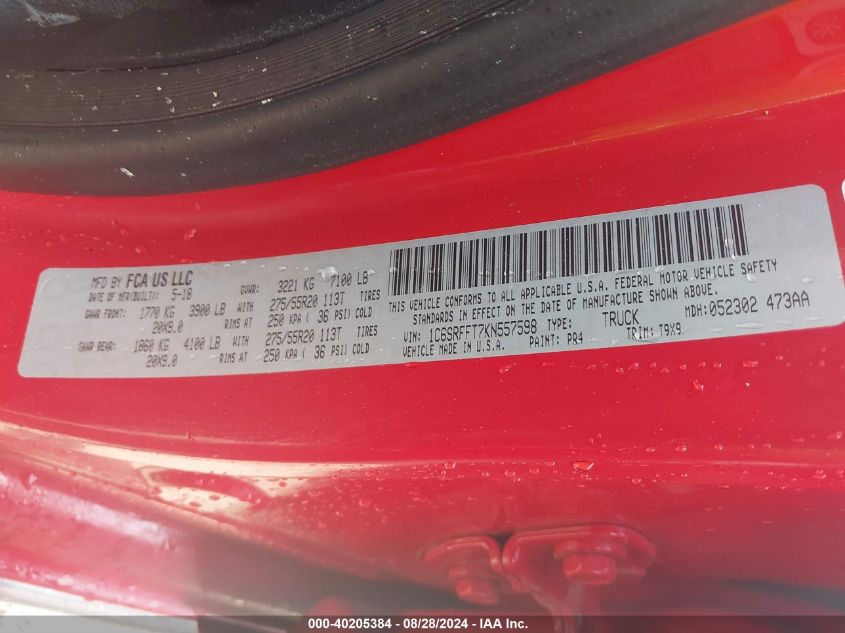 MFD BY FCA US LLC GVWR: 3221 KG 7100 LB
DATE OF MFR(BUILT): 5-18
GAWR FRONT: 1770 KG 3900 LB WITH 275/55R20 113T TIRES
20X9.0 RIMS AT 250 KPA ( 36 PSI) COLD
GAWR REAR: 1860 KG 4100 LB WITH 275/55R20 113T TIRES
20X9.0 RIMS AT 250 KPA ( 36 PSI) COLD
THIS VEHICLE CONFORMS TO ALL APPLICABLE U.S.A. FEDERAL MOTOR VEHICLE SAFETY
STANDARDS IN EFFECT ON THE DATE OF MANUFACTURE SHOWN ABOVE.
MDH:052302 473AA
VIN: 1C6SRFFT7KN557598 TYPE: TRUCK
VEHICLE MADE IN U.S.A. PAINT: PR4 TRIM: T9X9
000-40205384 - 08/28/2024 - IAA Inc.